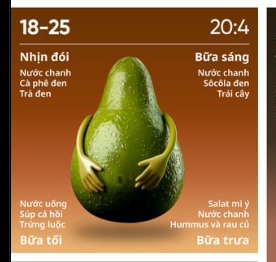 18-25
20:4
Nhịn đói
Nước chanh
Cà phê đen
Trà đen
Bữa sáng
Nước chanh
Sôcôla đen
Trái cây
Nước uống
Súp cá hồi
Trứng luộc
Bữa tối
Salat mì ý
Nước chanh
Hummus và rau củ
Bữa trưa